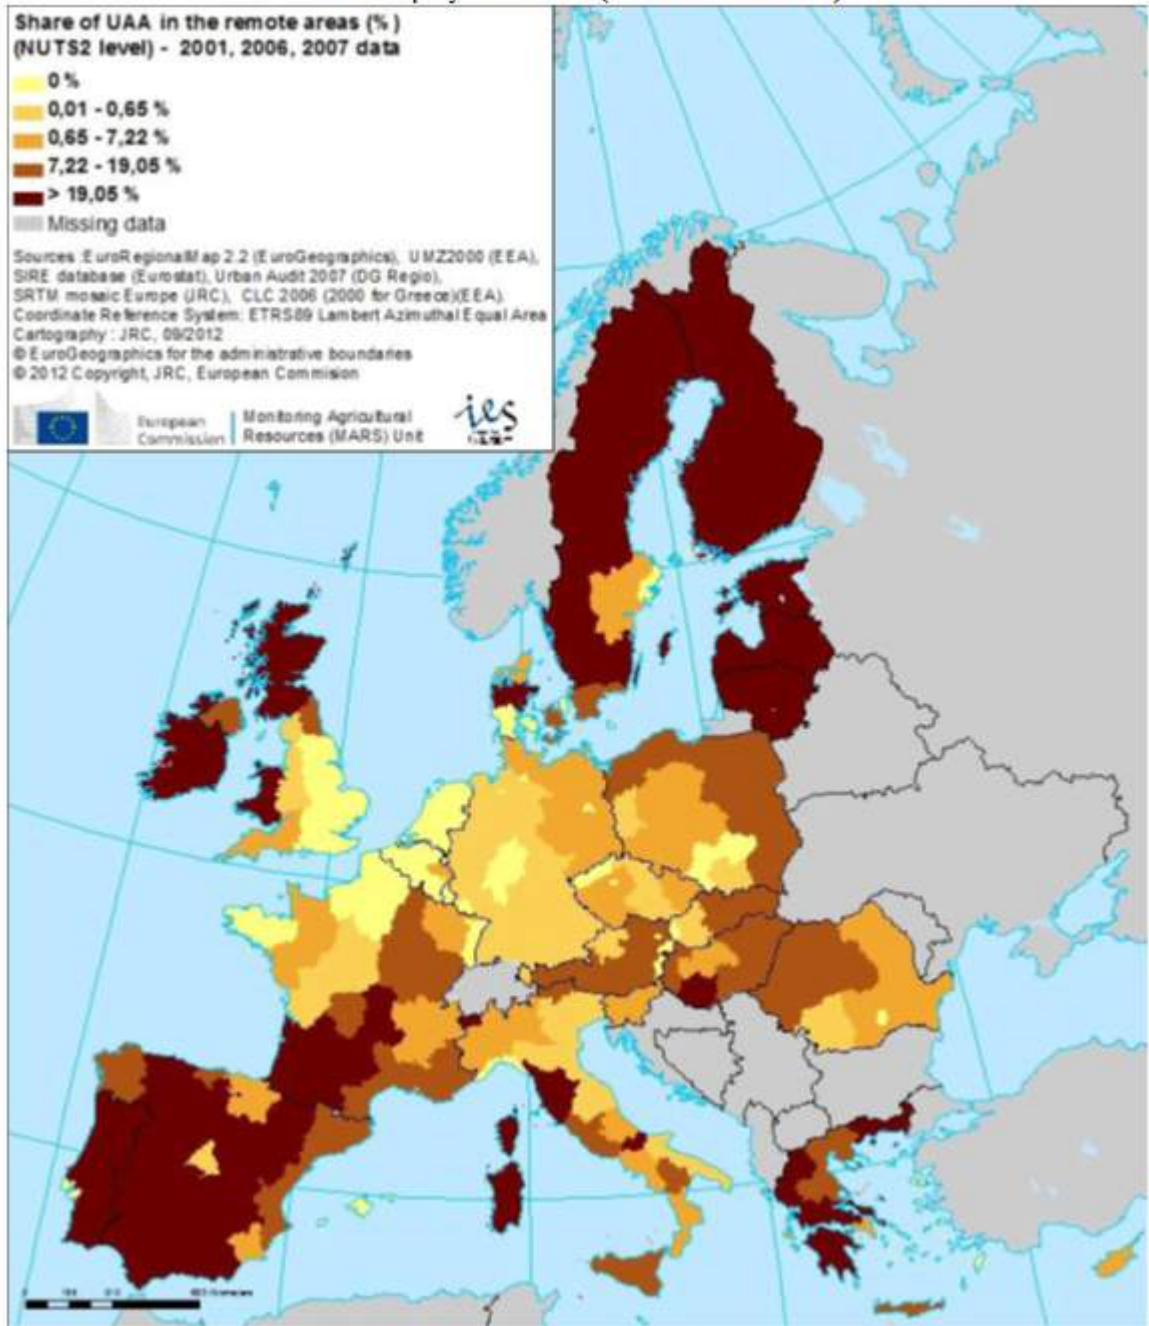 Share of UAA in the remote areas (%)
(NUTS2 level) - 2001, 2006, 2007 data
0 %
0,01 - 0,65 %
0,65 - 7,22 %
7,22 - 19,05 %
> 19,05 %
Missing data
Sources :EuroRegionalMap 2.2 (EuroGeographics), UMZ2000 (EEA),
SIRE database (Eurostat), Urban Audit 2007 (DG Regio),
SRTM mosaic Europe (JRC), CLC 2006 (2000 for Greece)(EEA).
Coordinate Reference System: ETRS89 Lambert Azimuthal Equal Area
Cartography : JRC, 09/2012
© EuroGeographics for the administrative boundaries
© 2012 Copyright, JRC, European Commision
European
Commission
Monitoring Agricultural
Resources (MARS) Unit
ies